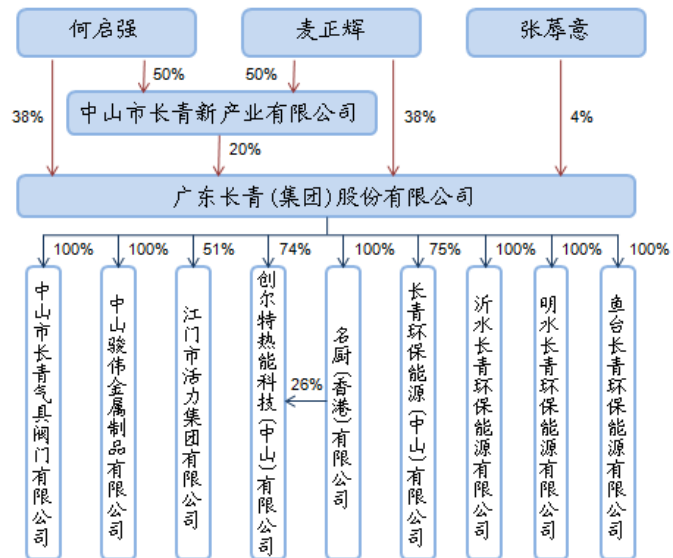 何启强
麦正辉
张蓐意
50%
50%
38%
中山市长青新产业有限公司
38%
4%
20%
广东长青(集团)股份有限公司
100%
100%
51%
74%
100%
75%
100%
100%
100%
中山市长青气具阀门有限公司
中山骏伟金属制品有限公司
江门市活力集团有限公司
创尔特热能科技(中山)有限公司
26%
名厨(香港)有限公司
长青环保能源(中山)有限公司
沂水长青环保能源有限公司
明水长青环保能源有限公司
鱼台长青环保能源有限公司